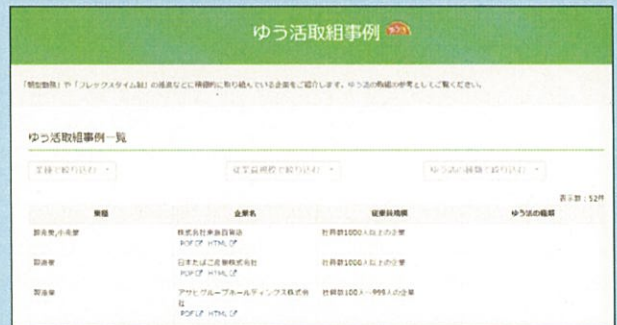 ゆう活取組事例
「朝型勤務」や「フレックスタイム制」の推進などに積極的に取り組んでいる企業をご紹介します。ゆう活の取組の参考としてご覧ください。
ゆう活取組事例一覧
業種で絞り込む 従業員規模で絞り込む ゆう活の種類で絞り込む
表示数：52件
業種 企業名 従業員規模 ゆう活の種類
卸売業,小売業 株式会社東急百貨店 社員数1000人以上の企業
PDF HTML
製造業 日本たばこ産業株式会社 社員数1000人以上の企業
PDF HTML
製造業 アサヒグループホールディングス株式会 社員数100人～999人の企業
社
PDF HTML